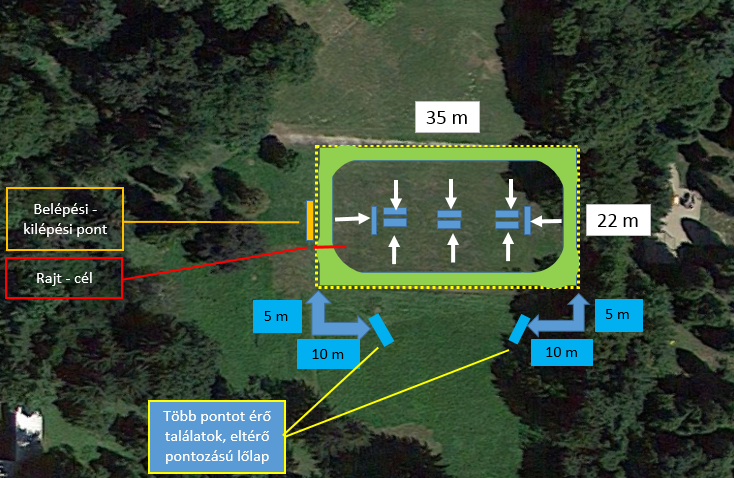 35 m
Belépési -
kilépési pont
22 m
Rajt - cél
5 m
5 m
10 m
10 m
Több pontot érő
találatok, eltérő
pontozású lőlap